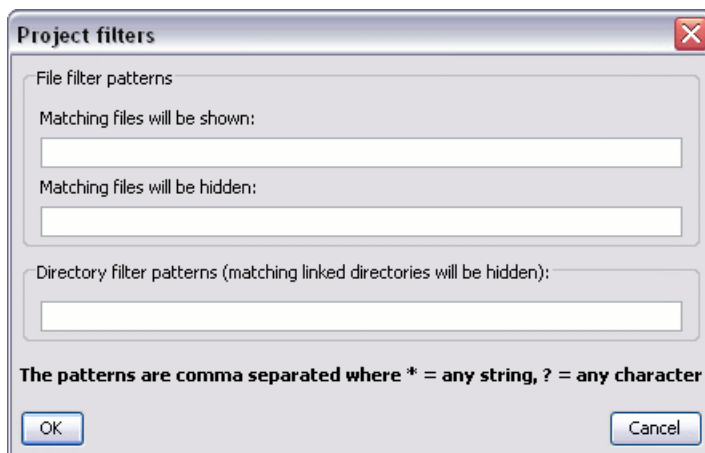 Project filters
File filter patterns
Matching files will be shown:
Matching files will be hidden:
Directory filter patterns (matching linked directories will be hidden):
The patterns are comma separated where * = any string, ? = any character
OK
Cancel